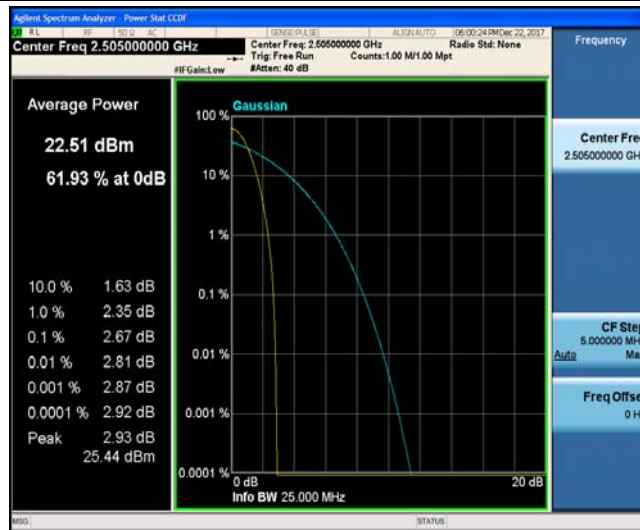 Agilent Spectrum Analyzer - Power Stat CCDF
RL RF 50 Ω AC SENSE:PULSE ALIGN AUTO 06:00:24 PM Dec 22, 2017
Center Freq 2.505000000 GHz
Center Freq: 2.505000000 GHz Radio Std: None
Trig: Free Run Counts:1.00 M/1.00 Mpt
#IFGain:Low #Atten: 40 dB
Frequency
Average Power
22.51 dBm
61.93 % at 0dB
10.0 % 1.63 dB
1.0 % 2.35 dB
0.1 % 2.67 dB
0.01 % 2.81 dB
0.001 % 2.87 dB
0.0001 % 2.92 dB
Peak 2.93 dB
25.44 dBm
Gaussian
100 %
10 %
1 %
0.1 %
0.01 %
0.001 %
0.0001 %
0 dB 20 dB
Info BW 25.000 MHz
Center Fre
2.505000000 GH
CF Step
5.000000 MH
Auto Ma
Freq Offse
0 H
MSG STATUS